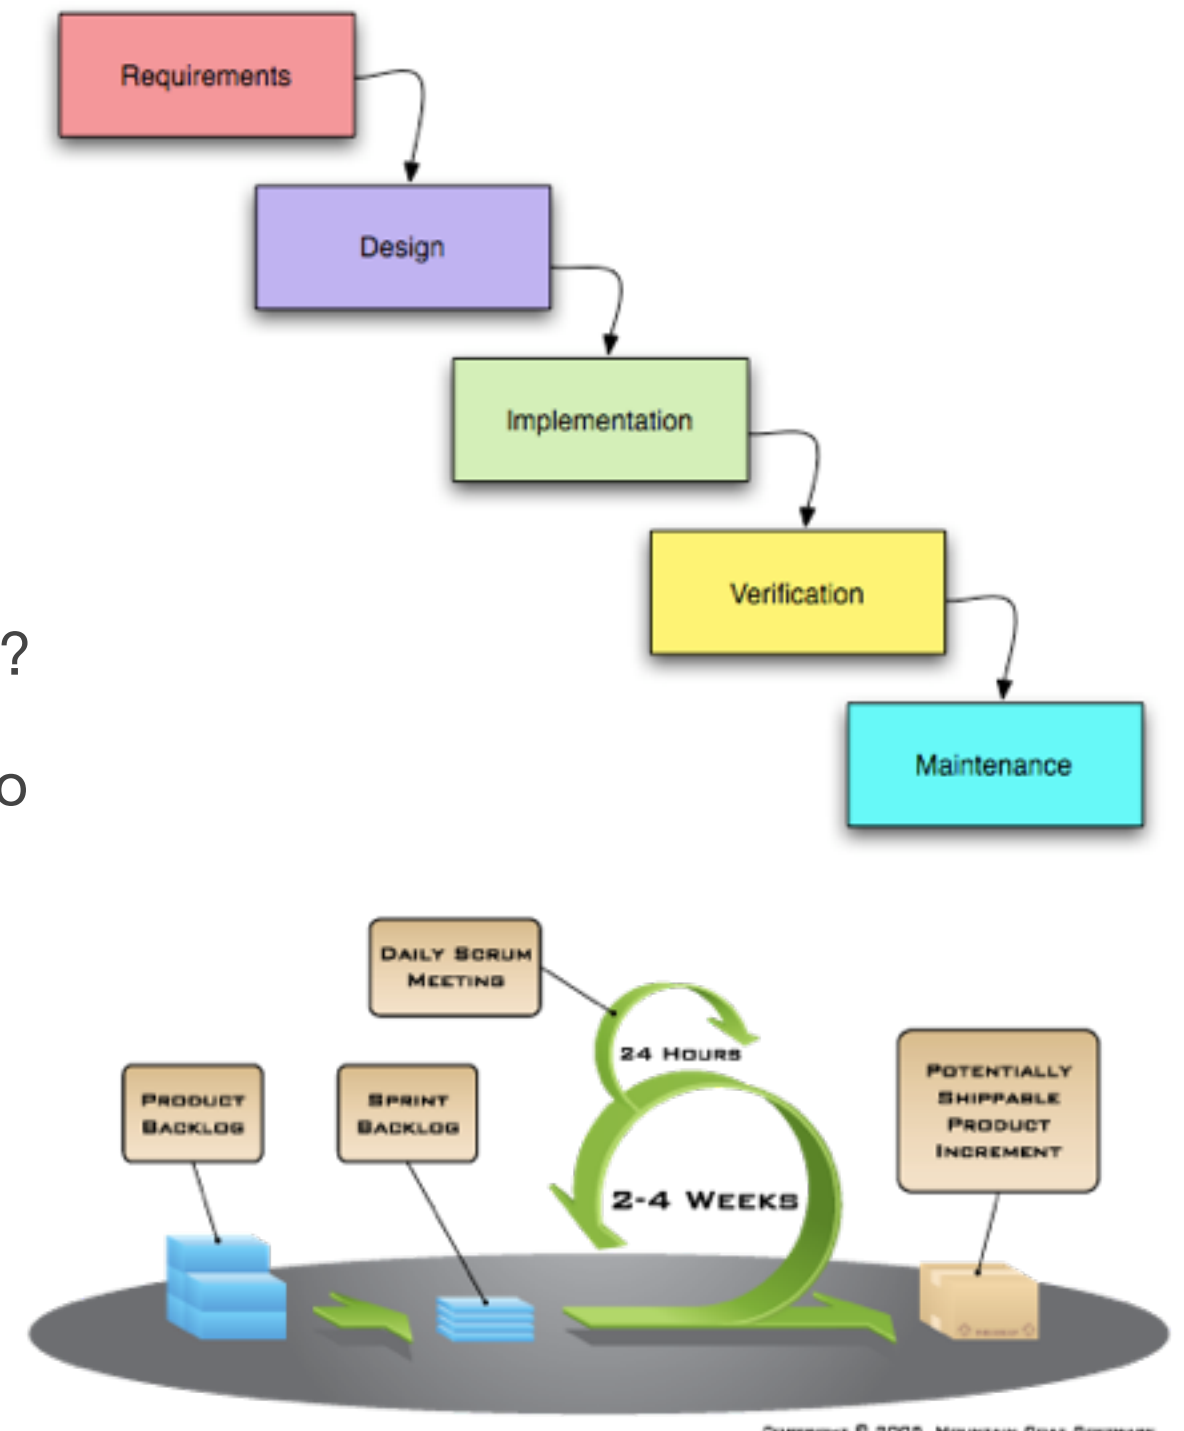 Requirements
Design
Implementation
Verification
?
Maintenance
o
DAILY SCRUM
MEETING
24 HOURS
PRODUCT
BACKLOG
SPRINT
BACKLOG
POTENTIALLY
SHIPPABLE
PRODUCT
INCREMENT
2-4 WEEKS